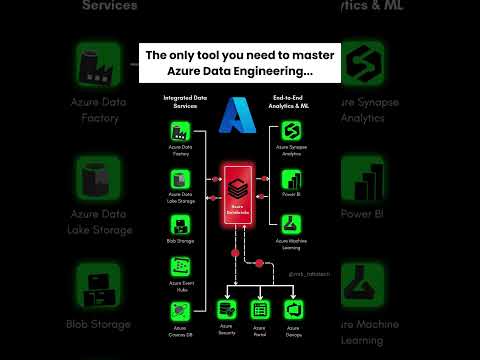 The only tool you need to master
Azure Data Engineering...
Services
Analytics & ML
Integrated Data
Services
End-to-End
Analytics & ML
Azure Data
Factory
Azure Data
Factory
Azure Synapse
Analytics
Azure Synapse
Analytics
Azure Data
Lake Storage
Azure Data
Lake Storage
Azure
Databricks
Power BI
Power BI
Blob Storage
Blob Storage
Azure Machine
Learning
Azure Machine
Learning
Azure Event
Hubs
Azure
Cosmos DB
Azure
Security
Azure
Portal
Azure
Devops